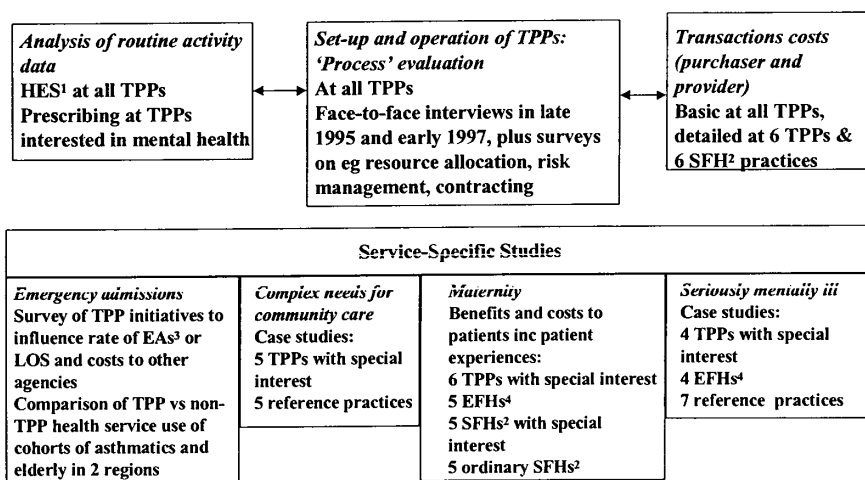 Analysis of routine activity
data
HES¹ at all TPPs
Prescribing at TPPs
interested in mental health
Set-up and operation of TPPs:
‘Process’ evaluation
At all TPPs
Face-to-face interviews in late
1995 and early 1997, plus surveys
on eg resource allocation, risk
management, contracting
Transactions costs
(purchaser and
provider)
Basic at all TPPs,
detailed at 6 TPPs &
6 SFH² practices
Service-Specific Studies
Emergency admissions
Survey of TPP initiatives to
influence rate of EAs³ or
LOS and costs to other
agencies
Comparison of TPP vs non-
TPP health service use of
cohorts of asthmatics and
elderly in 2 regions
Complex needs for
community care
Case studies:
5 TPPs with special
interest
5 reference practices
Maternity
Benefits and costs to
patients inc patient
experiences:
6 TPPs with special interest
5 EFHs⁴
5 SFHs² with special
interest
5 ordinary SFHs²
Seriously mentally ill
Case studies:
4 TPPs with special
interest
4 EFHs⁴
7 reference practices